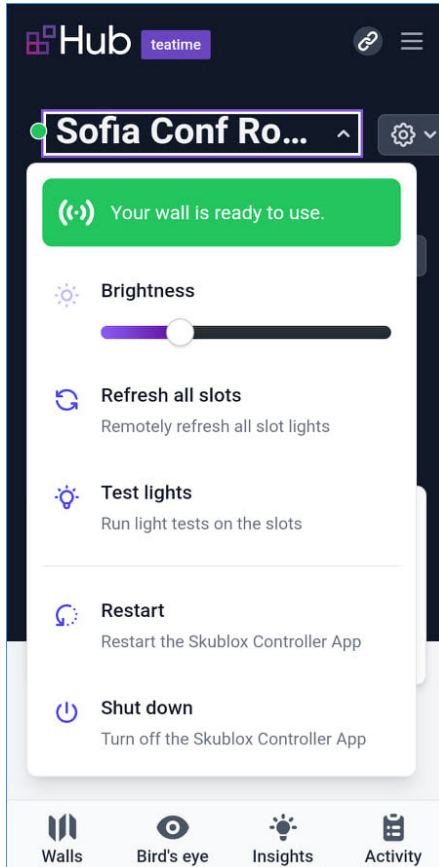 Hub teatime
Sofia Conf Ro...
Your wall is ready to use.
Brightness
Refresh all slots
Remotely refresh all slot lights
Test lights
Run light tests on the slots
Restart
Restart the Skublox Controller App
Shut down
Turn off the Skublox Controller App
Walls Bird's eye Insights Activity